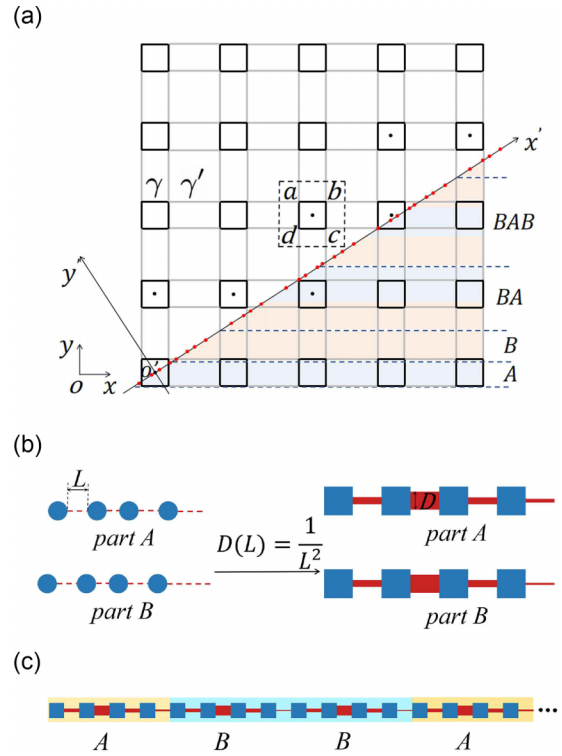 (a)
x'
γ γ' a b
d c
BAB
y'
BA
y
B
o x
o'
A
(b)
L
D
part A
part A
D(L) = 1/L²
part B
part B
(c)
A B B A ...